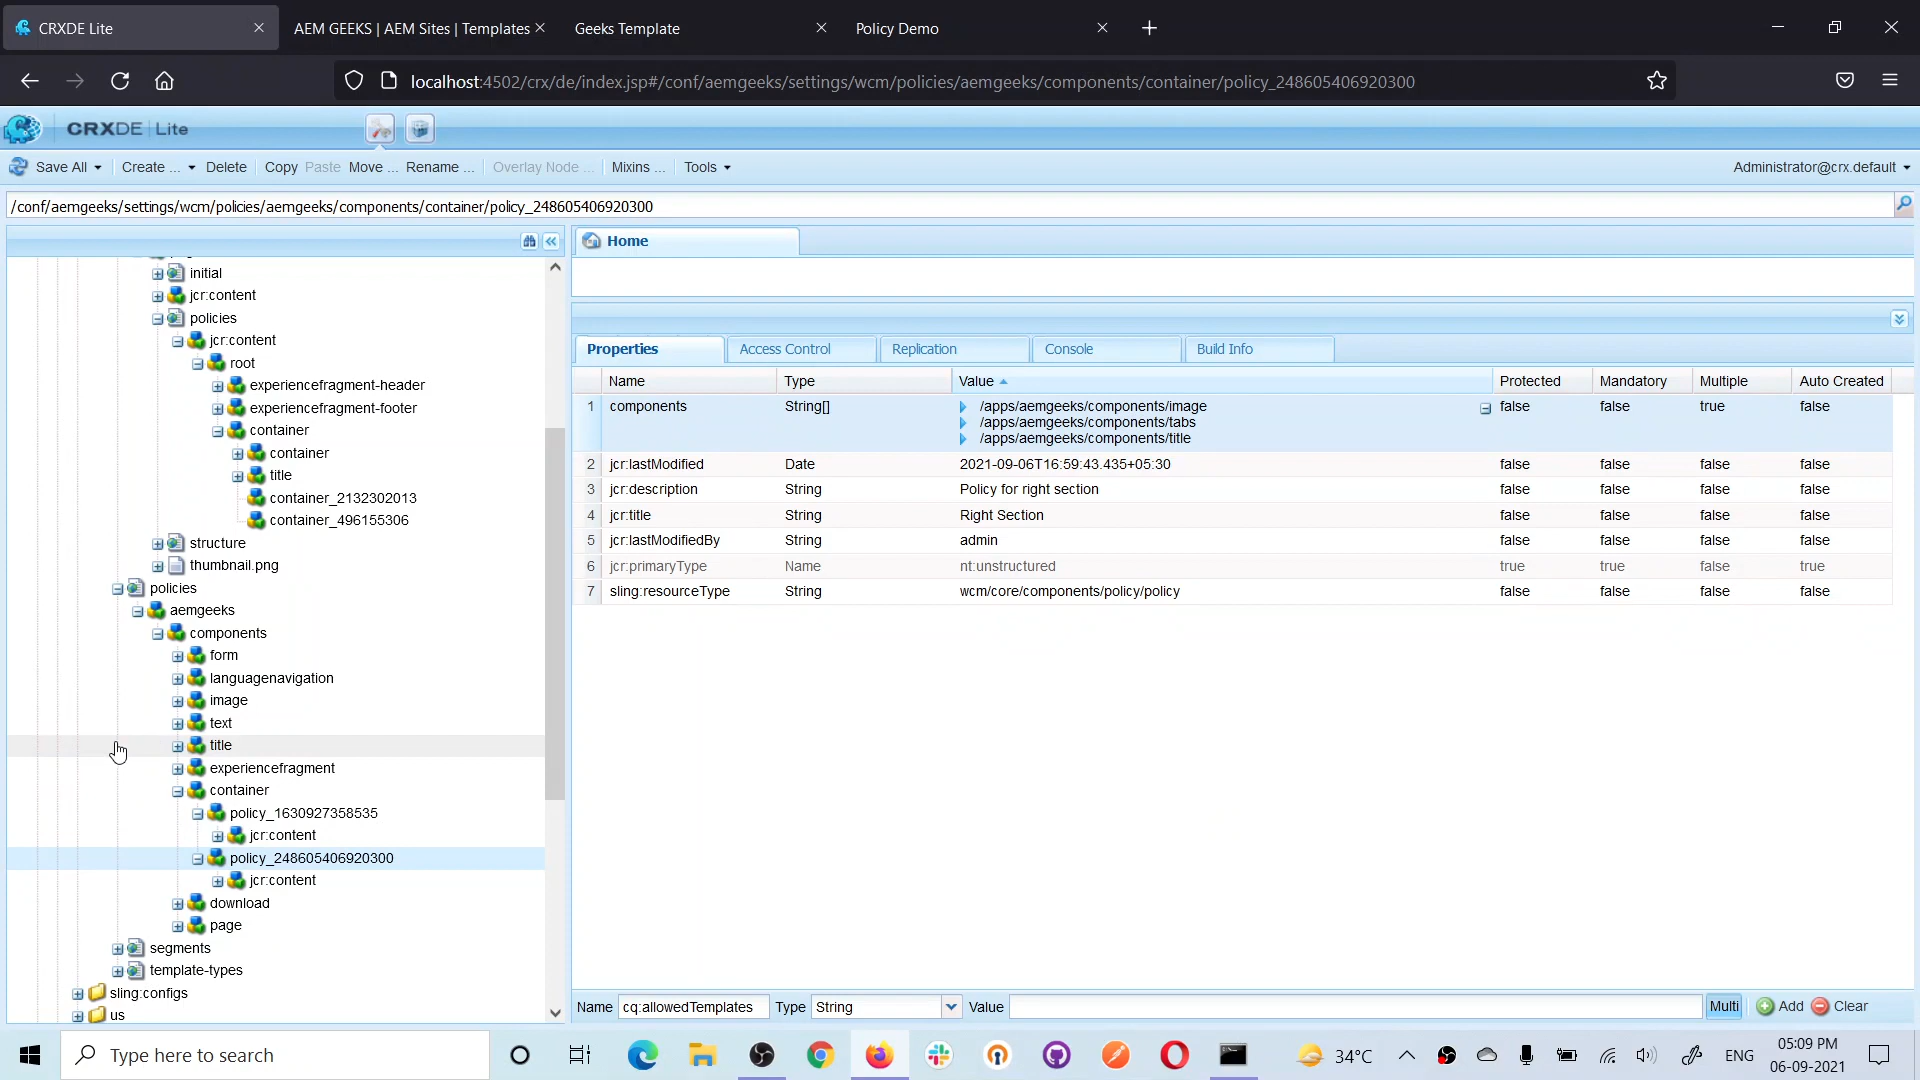 CRXDE Lite
AEM GEEKS | AEM Sites | Templates
Geeks Template
Policy Demo
localhost:4502/crx/de/index.jsp#/conf/aemgeeks/settings/wcm/policies/aemgeeks/components/container/policy_248605406920300
CRXDE | Lite
Save All
Create ...
Delete
Copy
Paste
Move ...
Rename ...
Overlay Node ...
Mixins ...
Tools
Administrator@crx.default
/conf/aemgeeks/settings/wcm/policies/aemgeeks/components/container/policy_248605406920300
Home
initial
jcr:content
policies
jcr:content
root
experiencefragment-header
experiencefragment-footer
container
container
title
container_2132302013
container_496155306
structure
thumbnail.png
policies
aemgeeks
components
form
languagenavigation
image
text
title
experiencefragment
container
policy_1630927358535
jcr:content
policy_248605406920300
jcr:content
download
page
segments
template-types
sling:configs
us
Properties
Access Control
Replication
Console
Build Info
Name Type Value Protected Mandatory Multiple Auto Created
1 components String[] /apps/aemgeeks/components/image false false true false
/apps/aemgeeks/components/tabs
/apps/aemgeeks/components/title
2 jcr:lastModified Date 2021-09-06T16:59:43.435+05:30 false false false false
3 jcr:description String Policy for right section false false false false
4 jcr:title String Right Section false false false false
5 jcr:lastModifiedBy String admin false false false false
6 jcr:primaryType Name nt:unstructured true true false true
7 sling:resourceType String wcm/core/components/policy/policy false false false false
Name cq:allowedTemplates Type String Value Multi Add Clear
Type here to search
34°C
ENG
05:09 PM
06-09-2021